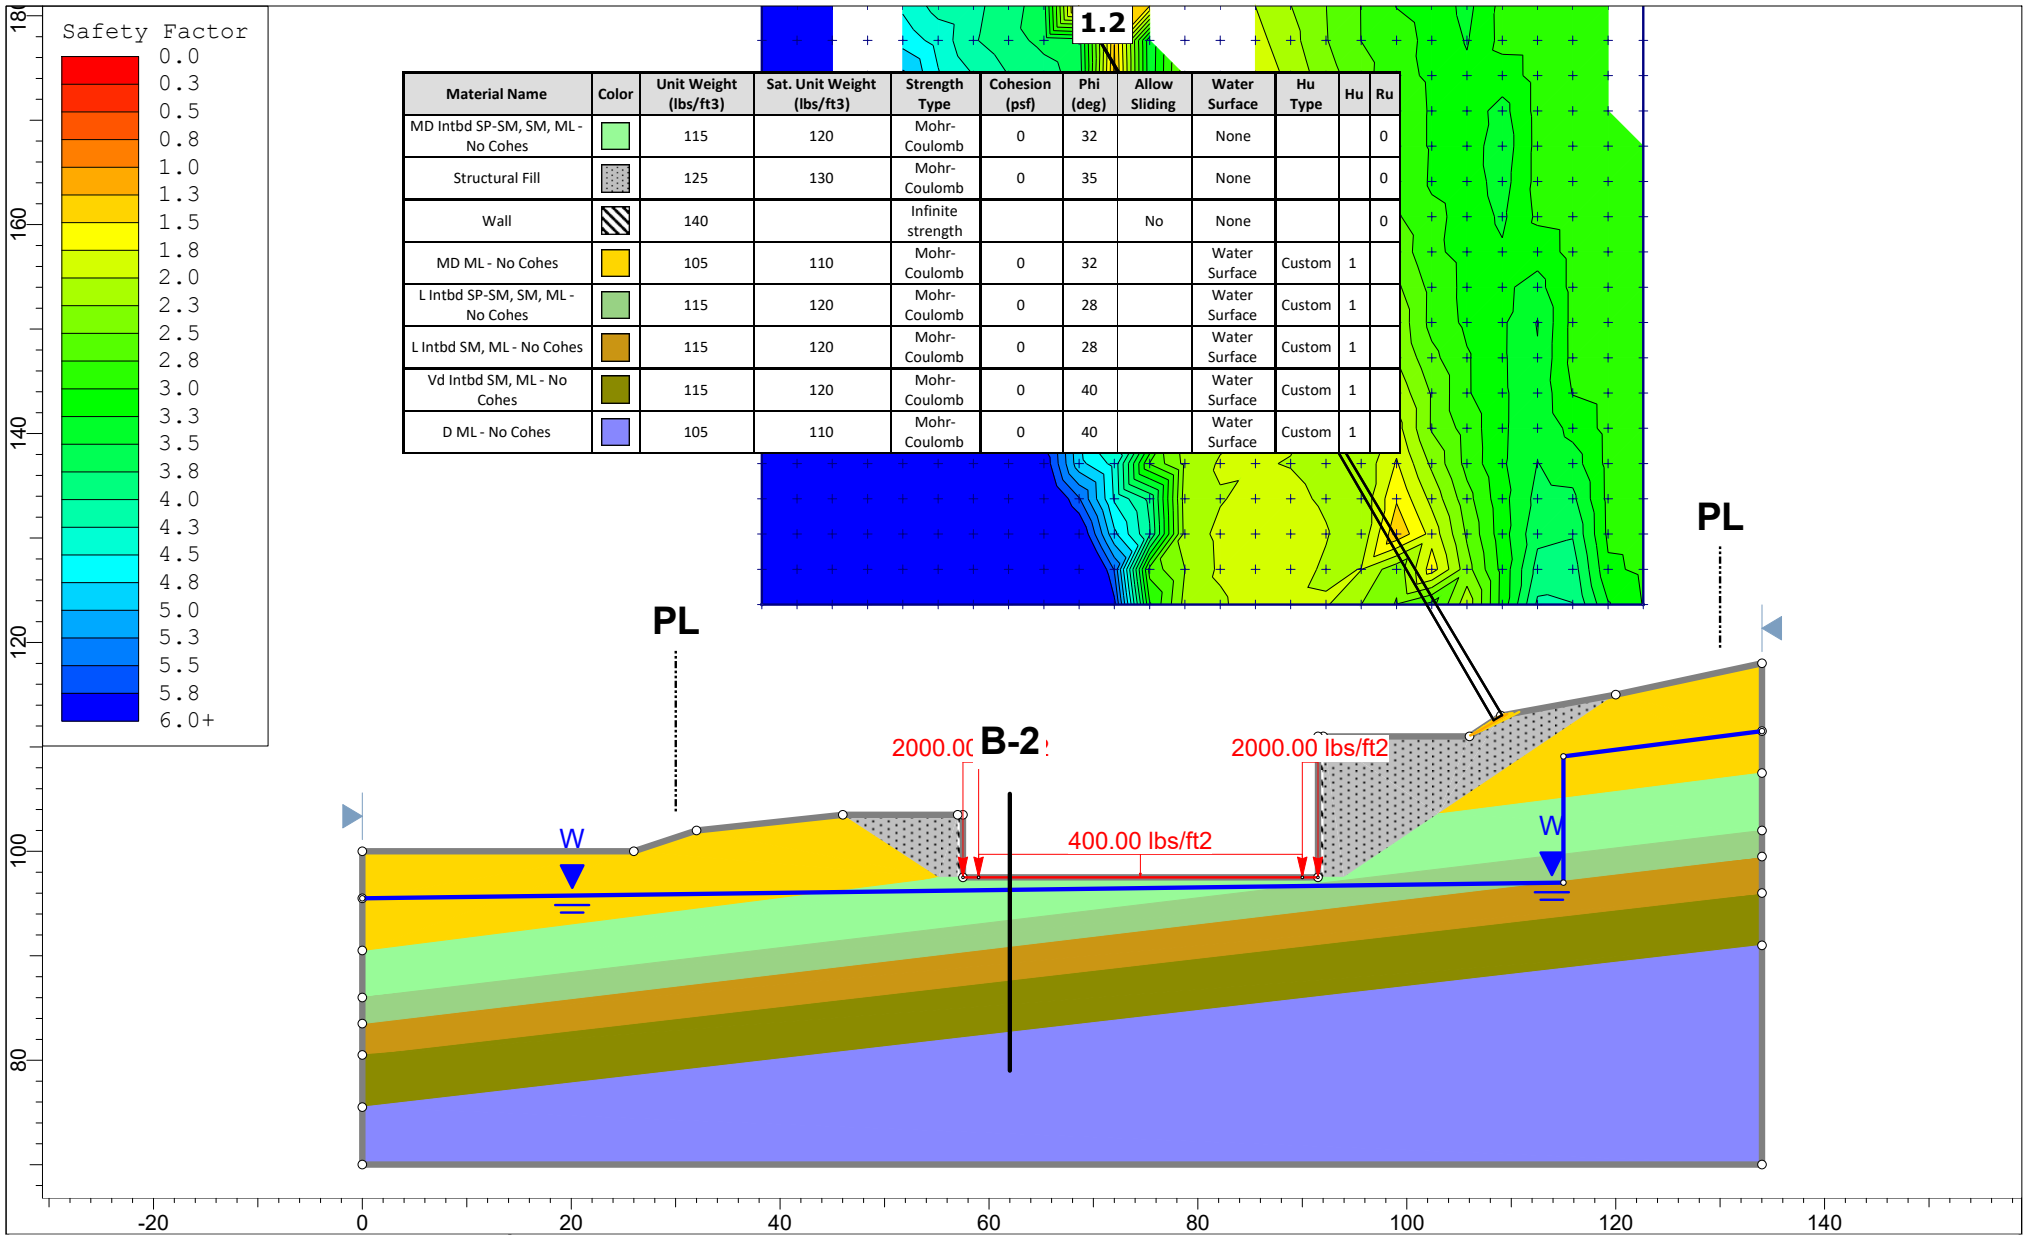 Safety Factor
0.0
0.3
0.5
0.8
1.0
1.3
1.5
1.8
2.0
2.3
2.5
2.8
3.0
3.3
3.5
3.8
4.0
4.3
4.5
4.8
5.0
5.3
5.5
5.8
6.0+
1.2
Material Name Color Unit Weight (lbs/ft3) Sat. Unit Weight (lbs/ft3) Strength Type Cohesion (psf) Phi (deg) Allow Sliding Water Surface Hu Type Hu Ru
MD Intbd SP-SM, SM, ML - No Cohes 115 120 Mohr-Coulomb 0 32 None 0
Structural Fill 125 130 Mohr-Coulomb 0 35 None 0
Wall 140 Infinite strength No None 0
MD ML - No Cohes 105 110 Mohr-Coulomb 0 32 Water Surface Custom 1
L Intbd SP-SM, SM, ML - No Cohes 115 120 Mohr-Coulomb 0 28 Water Surface Custom 1
L Intbd SM, ML - No Cohes 115 120 Mohr-Coulomb 0 28 Water Surface Custom 1
Vd Intbd SM, ML - No Cohes 115 120 Mohr-Coulomb 0 40 Water Surface Custom 1
D ML - No Cohes 105 110 Mohr-Coulomb 0 40 Water Surface Custom 1
PL
PL
B-2
2000.00 lbs/ft2
400.00 lbs/ft2
W
W
160
140
120
100
80
-20 0 20 40 60 80 100 120 140